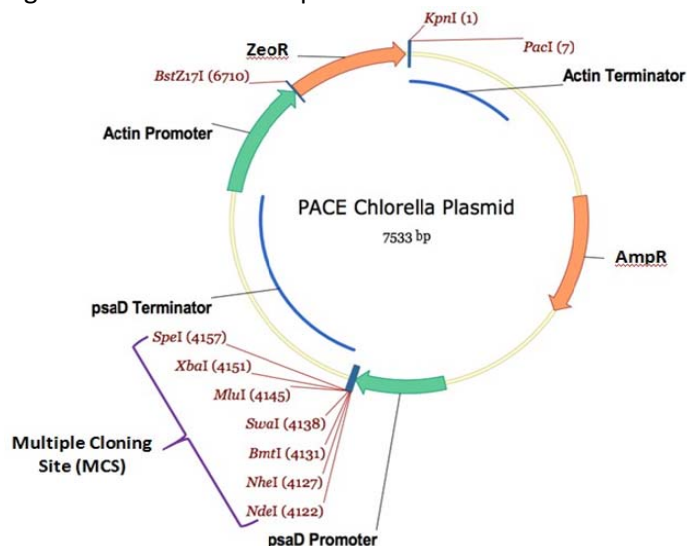 KpnI (1)
ZeoR
PacI (7)
BstZ17I (6710)
Actin Terminator
Actin Promoter
PACE Chlorella Plasmid
7533 bp
AmpR
psaD Terminator
SpeI (4157)
XbaI (4151)
MluI (4145)
SwaI (4138)
Multiple Cloning
Site (MCS)
BmtI (4131)
NheI (4127)
NdeI (4122)
psaD Promoter